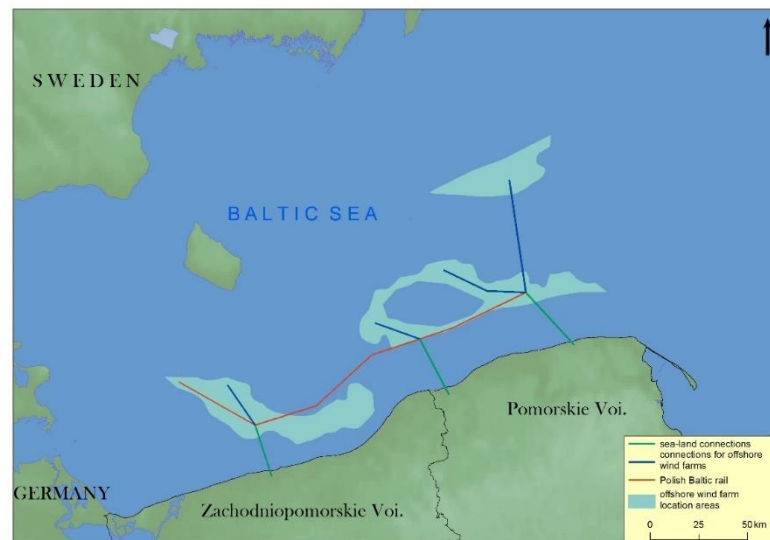 SWEDEN
BALTIC SEA
Pomorskie Voi.
GERMANY
Zachodniopomorskie Voi.
sea-land connections
connections for offshore
wind farms
Polish Baltic rail
offshore wind farm
location areas
0 25 50 km